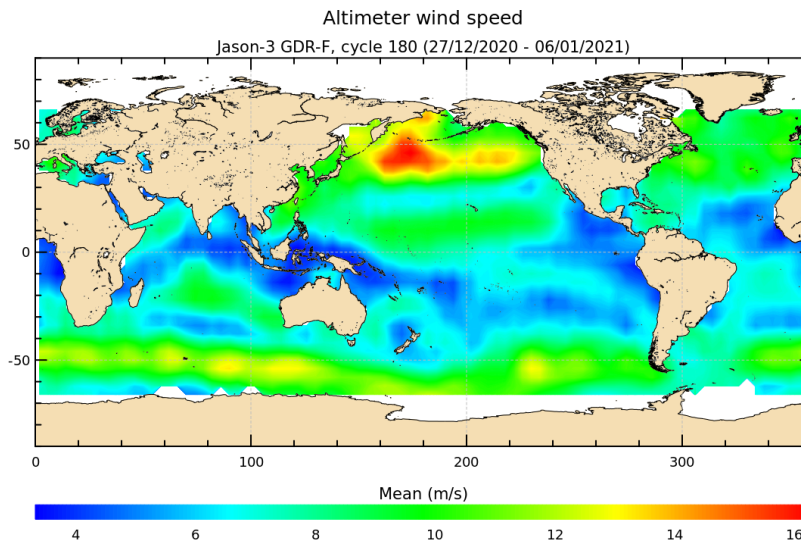 Altimeter wind speed
Jason-3 GDR-F, cycle 180 (27/12/2020 - 06/01/2021)
50
0
-50
0 100 200 300
Mean (m/s)
4 6 8 10 12 14 16